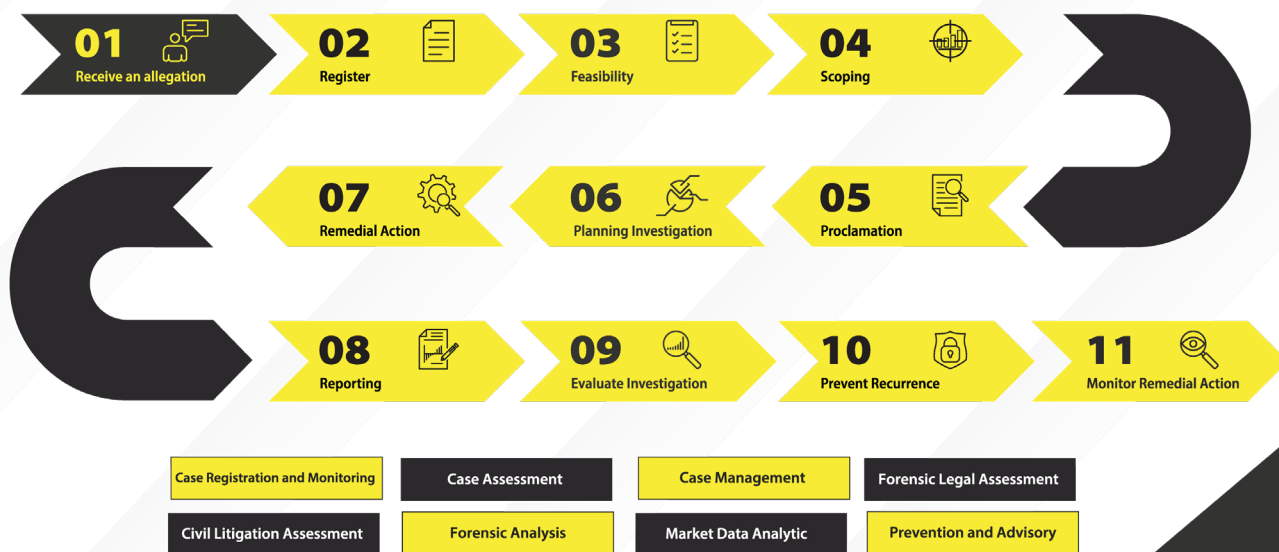 01
Receive an allegation
02
Register
03
Feasibility
04
Scoping
05
Proclamation
06
Planning Investigation
07
Remedial Action
08
Reporting
09
Evaluate Investigation
10
Prevent Recurrence
11
Monitor Remedial Action
Case Registration and Monitoring
Case Assessment
Case Management
Forensic Legal Assessment
Civil Litigation Assessment
Forensic Analysis
Market Data Analytic
Prevention and Advisory